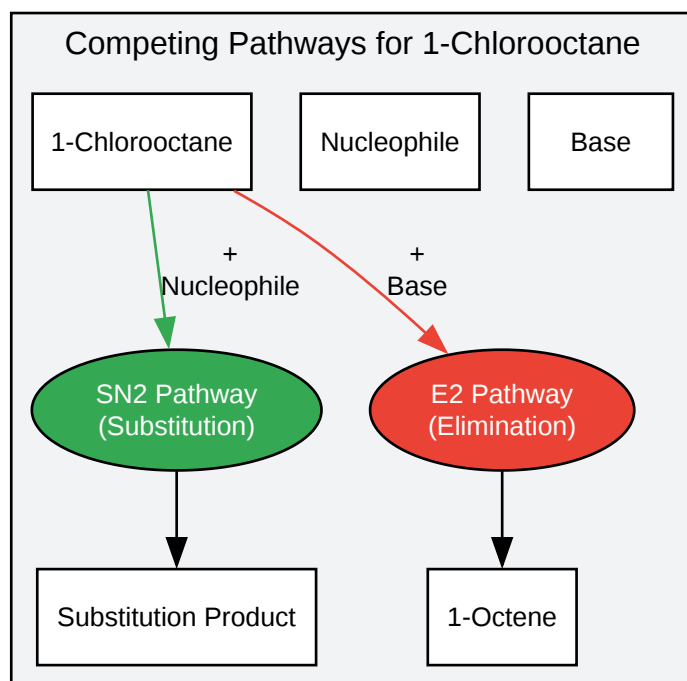 Competing Pathways for 1-Chlorooctane
1-Chlorooctane
Nucleophile
Base
+
Nucleophile
+
Base
SN2 Pathway
(Substitution)
E2 Pathway
(Elimination)
Substitution Product
1-Octene